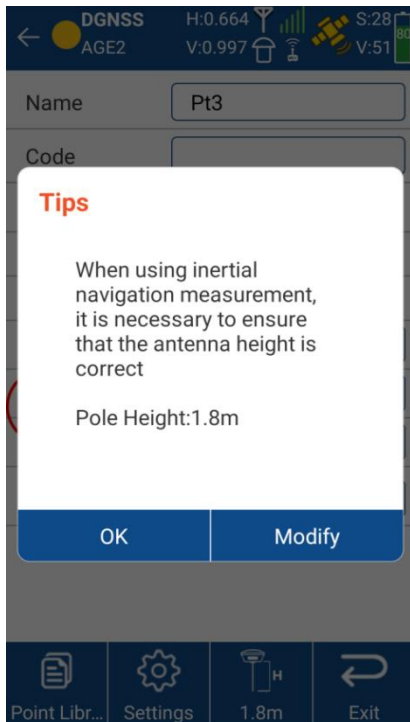 DGNSS
AGE2
H:0.664
V:0.997
S:28
V:51
80
Name
Pt3
Code
Tips
When using inertial
navigation measurement,
it is necessary to ensure
that the antenna height is
correct
Pole Height:1.8m
OK
Modify
H
Point Libr...
Settings
1.8m
Exit